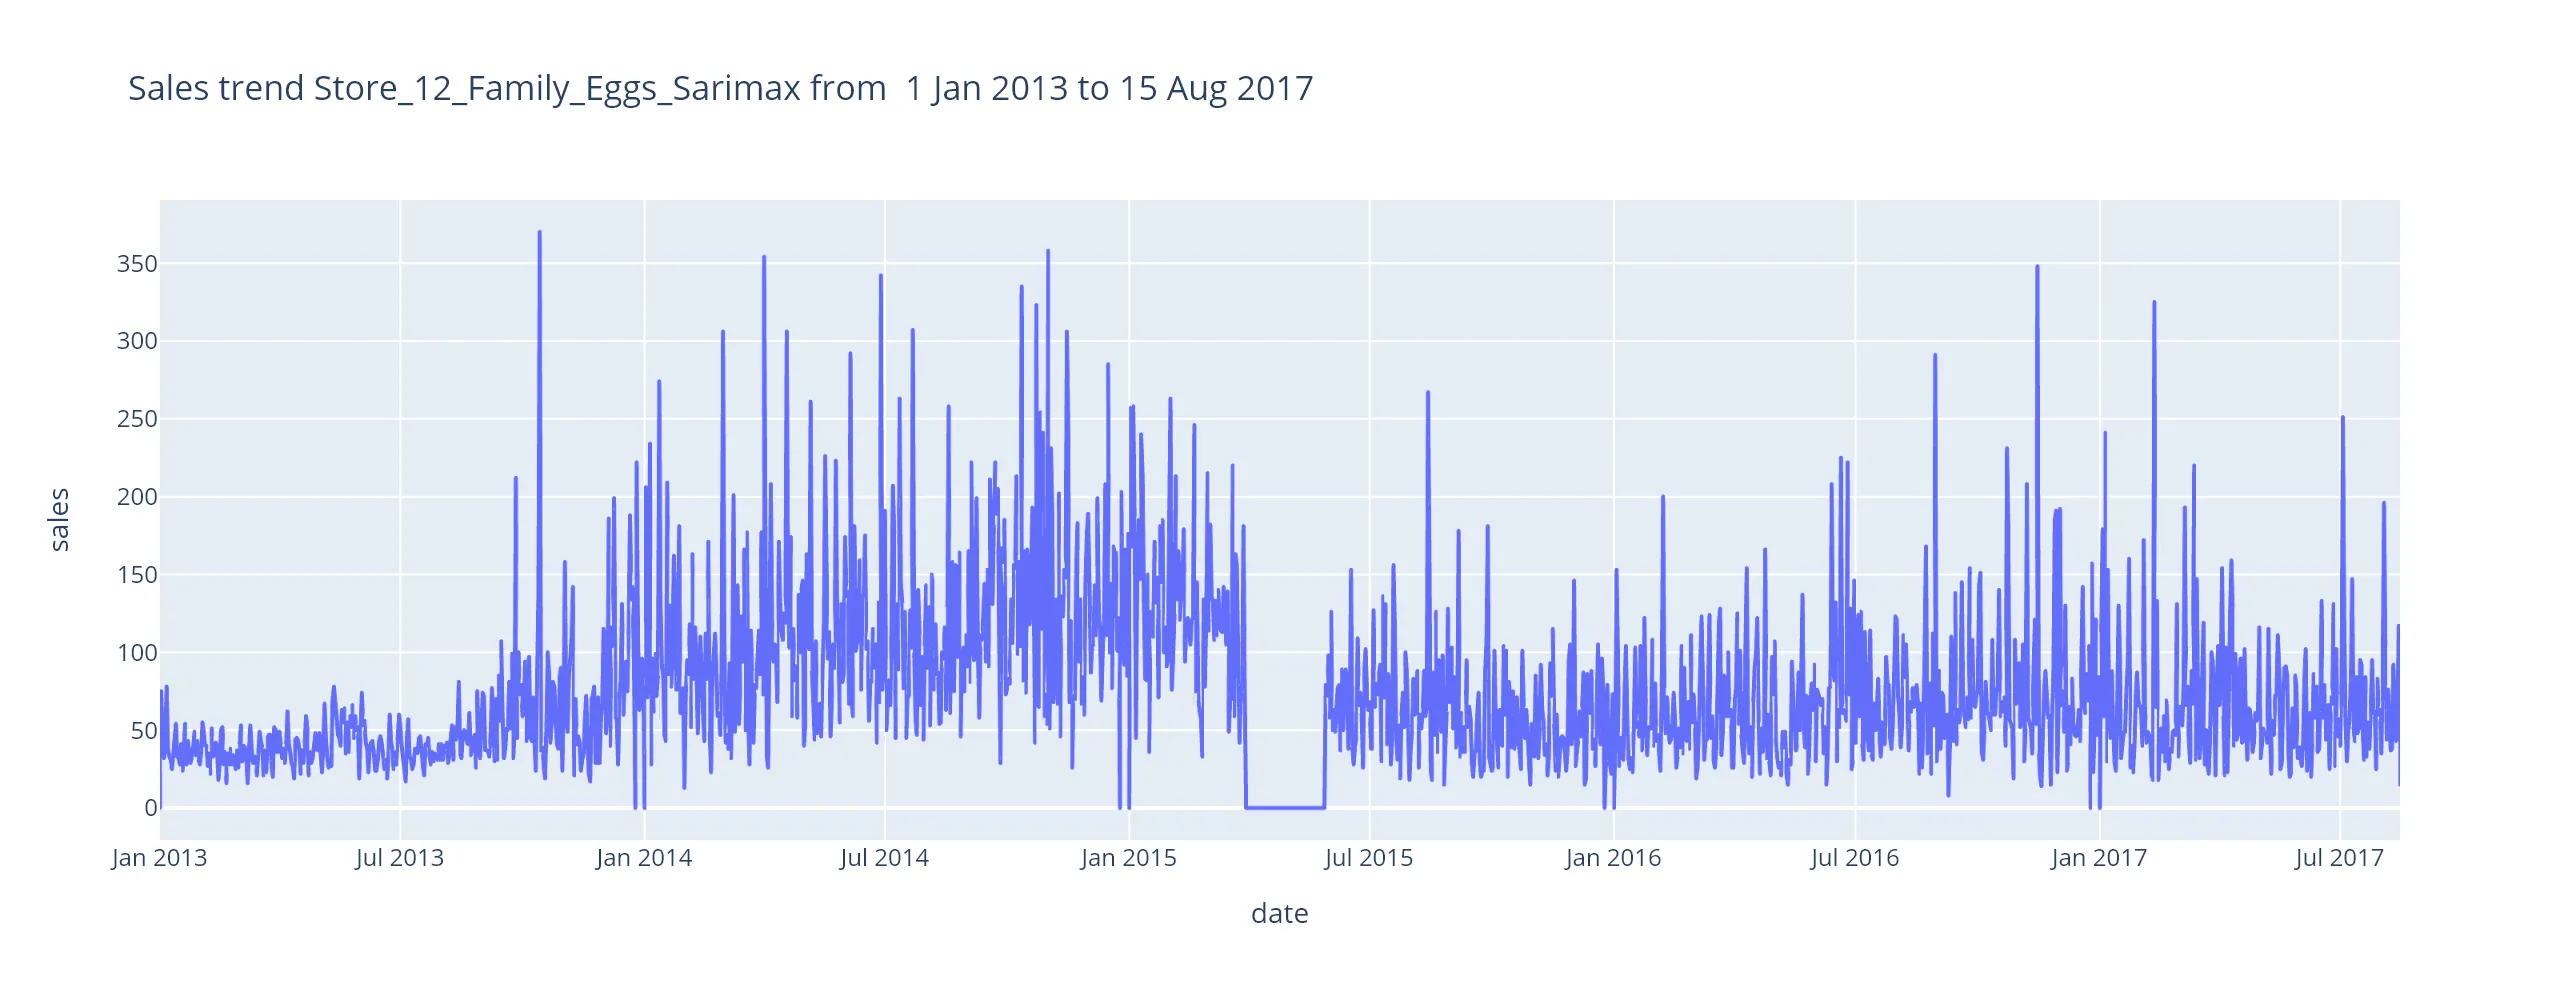 Sales trend Store_12_Family_Eggs_Sarimax from  1 Jan 2013 to 15 Aug 2017
350
300
250
200
150
100
50
0
sales
Jan 2013 Jul 2013 Jan 2014 Jul 2014 Jan 2015 Jul 2015 Jan 2016 Jul 2016 Jan 2017 Jul 2017
date